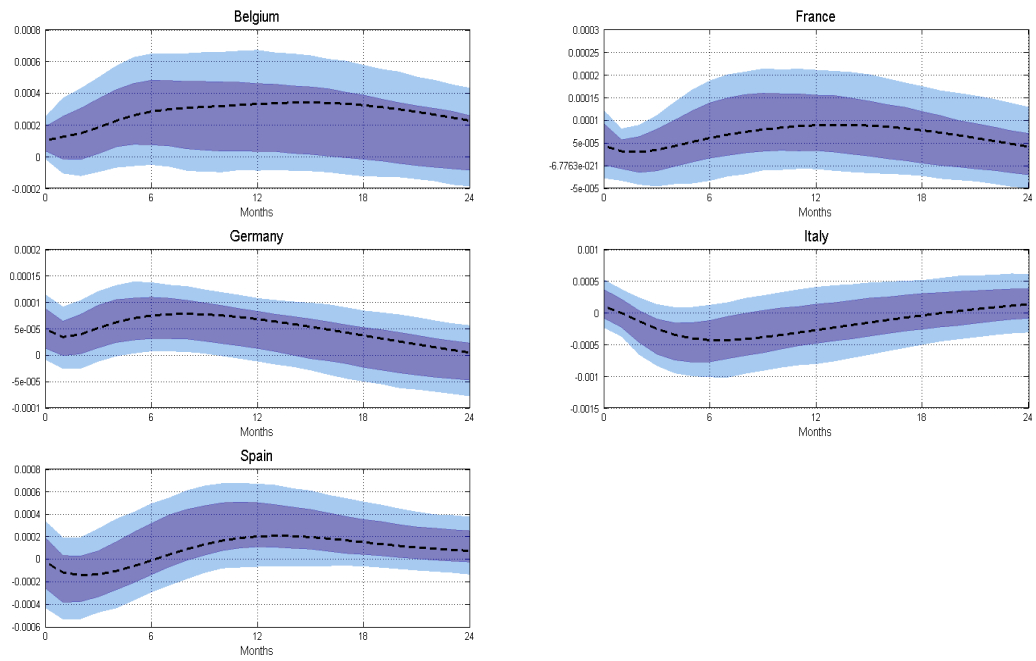 Belgium
0.0008
0.0006
0.0004
0.0002
0
-0.0002
0 6 12 18 24
Months
France
0.0003
0.00025
0.0002
0.00015
0.0001
5e-005
-6.7763e-021
-5e-005
0 6 12 18 24
Months
Germany
0.0002
0.00015
0.0001
5e-005
0
-5e-005
-0.0001
0 6 12 18 24
Months
Italy
0.001
0.0005
0
-0.0005
-0.001
-0.0015
0 6 12 18 24
Months
Spain
0.0008
0.0006
0.0004
0.0002
0
-0.0002
-0.0004
-0.0006
0 6 12 18 24
Months